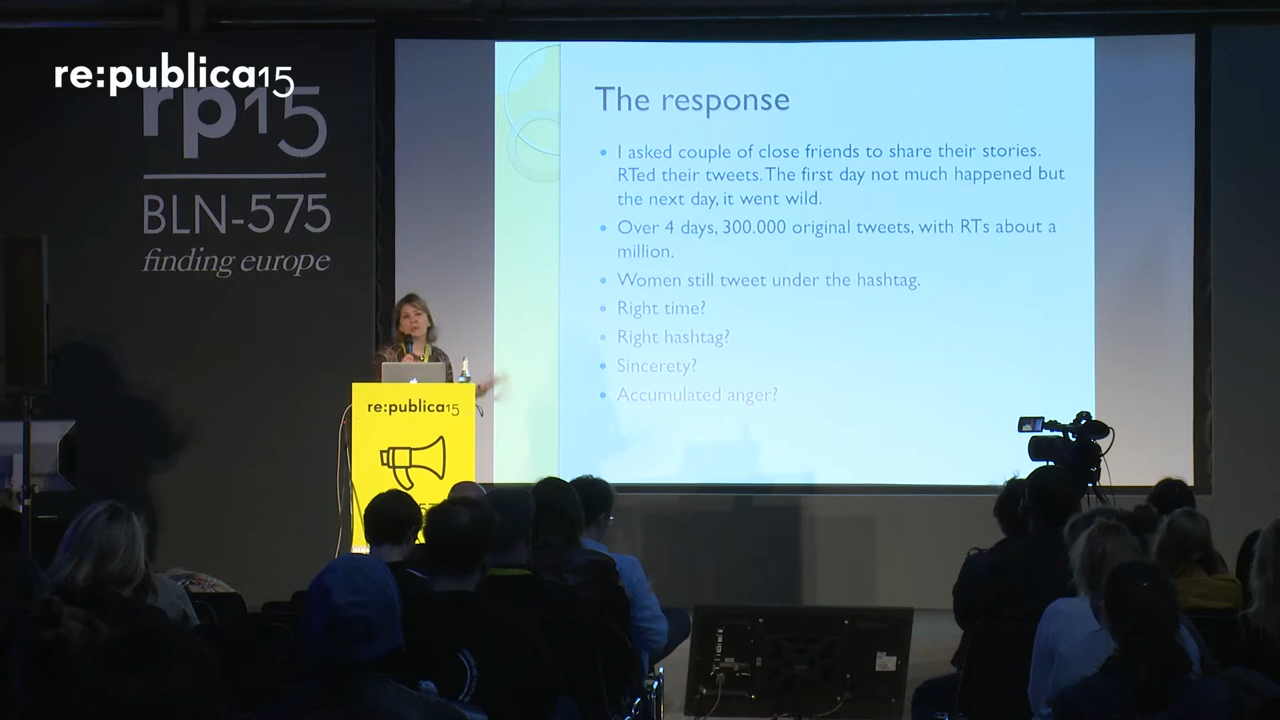 re:publica15
rp15
BLN-575
finding europe
The response
• I asked couple of close friends to share their stories.
RTed their tweets. The first day not much happened but
the next day, it went wild.
• Over 4 days, 300.000 original tweets, with RTs about a
million.
• Women still tweet under the hashtag.
• Right time?
• Right hashtag?
• Sincerety?
• Accumulated anger?
re:publica15